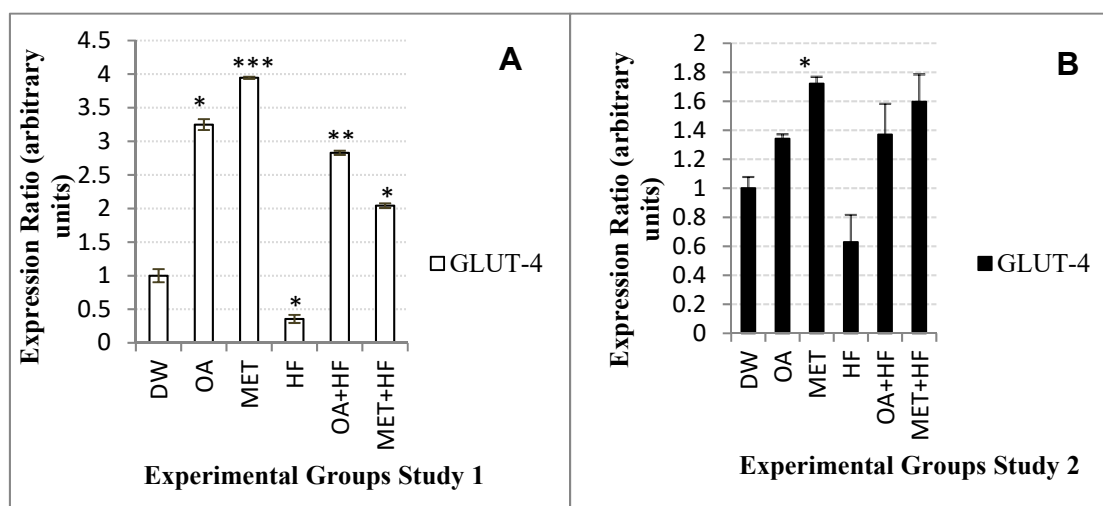 A
Expression Ratio (arbitrary
units)
4.5
4
3.5
3
2.5
2
1.5
1
0.5
0
*
***
*
**
*
DW
OA
MET
HF
OA+HF
MET+HF
GLUT-4
Experimental Groups Study 1
B
Expression Ratio (arbitrary
units)
2
1.8
1.6
1.4
1.2
1
0.8
0.6
0.4
0.2
0
*
DW
OA
MET
HF
OA+HF
MET+HF
GLUT-4
Experimental Groups Study 2